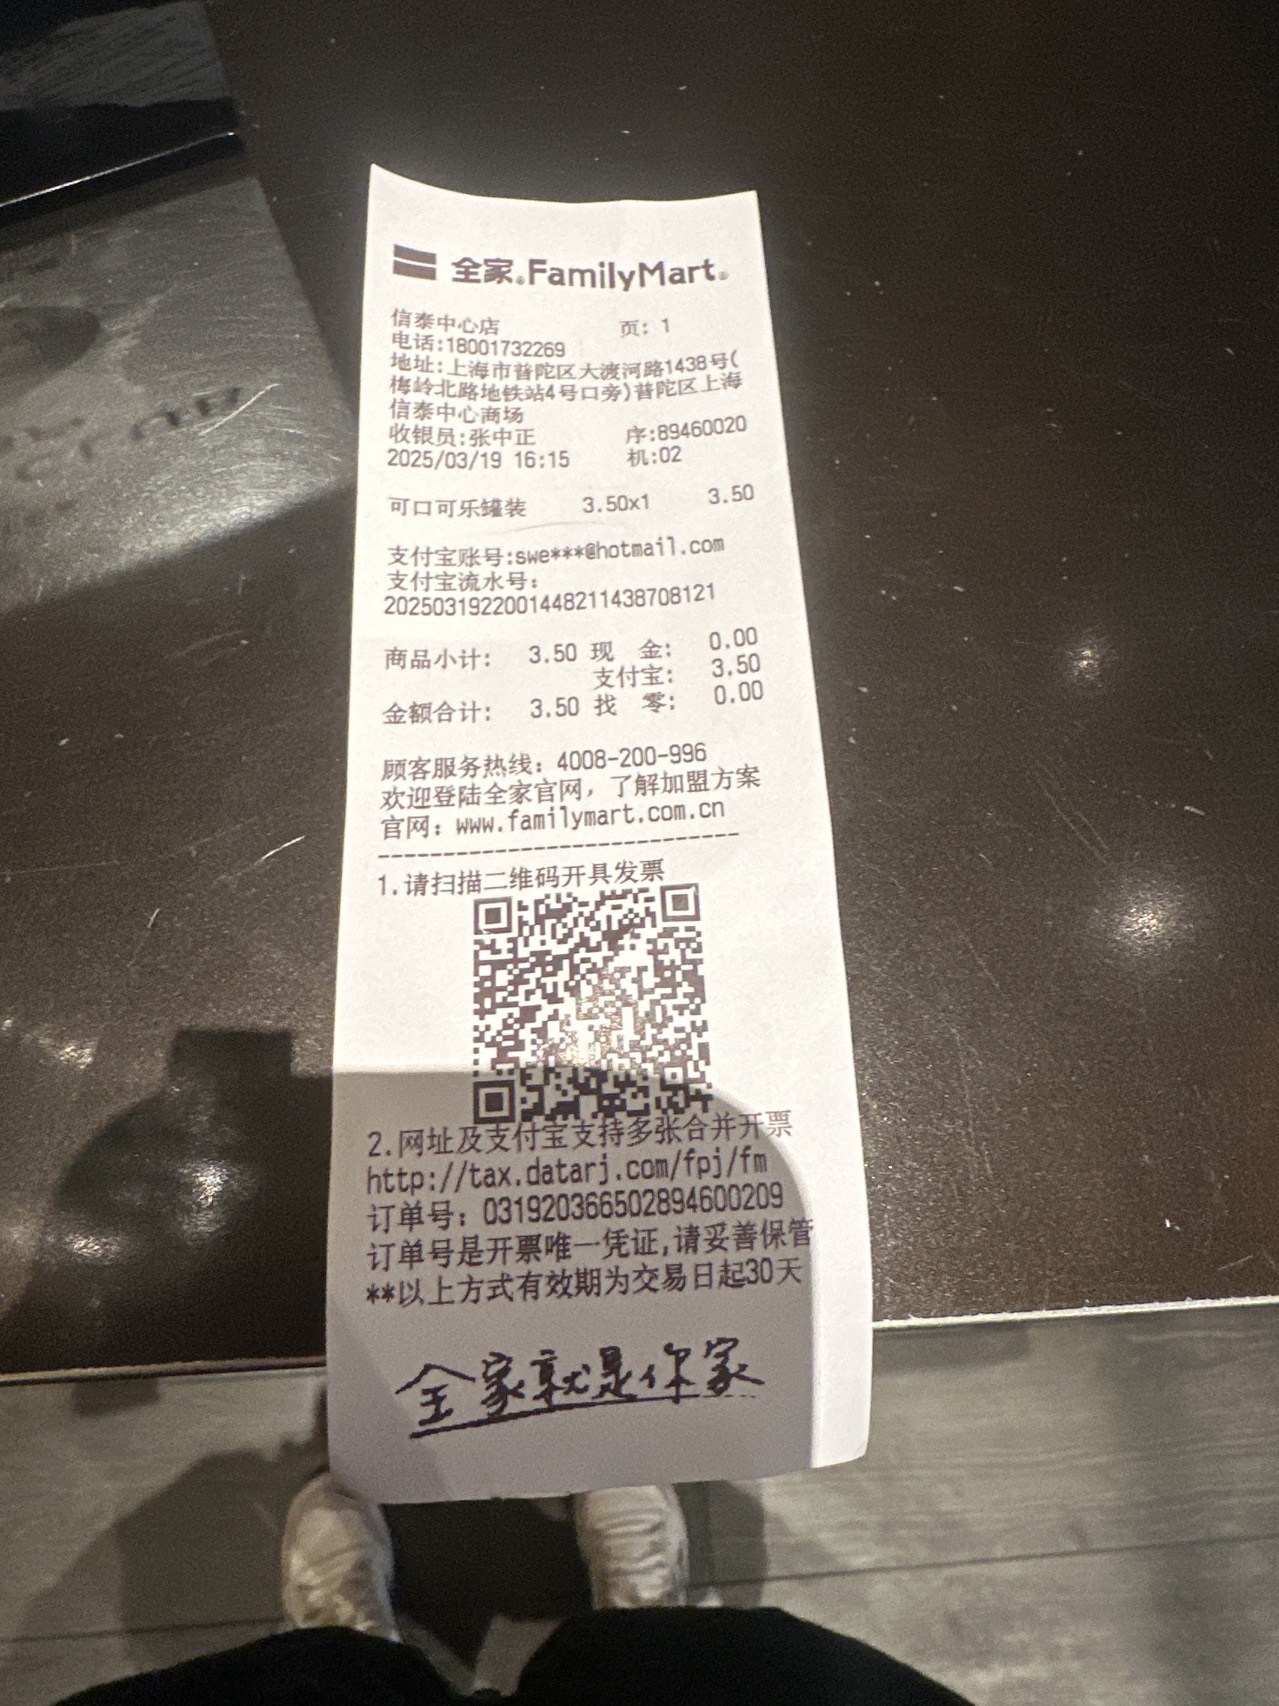 全家®FamilyMart®
信泰中心店 页: 1
电话:18001732269
地址:上海市普陀区大渡河路1438号(
梅岭北路地铁站4号口旁)普陀区上海
信泰中心商场
收银员:张中正 序:89460020
2025/03/19 16:15 机:02
可口可乐罐装 3.50x1 3.50
支付宝账号:swe***@hotmail.com
支付宝流水号:
2025031922001448211438708121
商品小计: 3.50 现 金: 0.00
支付宝: 3.50
金额合计: 3.50 找 零: 0.00
顾客服务热线: 4008-200-996
欢迎登陆全家官网, 了解加盟方案
官网: www.familymart.com.cn
----------------------------
1.请扫描二维码开具发票
2.网址及支付宝支持多张合并开票
http://tax.datarj.com/fpj/fm
订单号: 0319203665028946​00209
订单号是开票唯一凭证,请妥善保管
**以上方式有效期为交易日起30天
全家就是你家